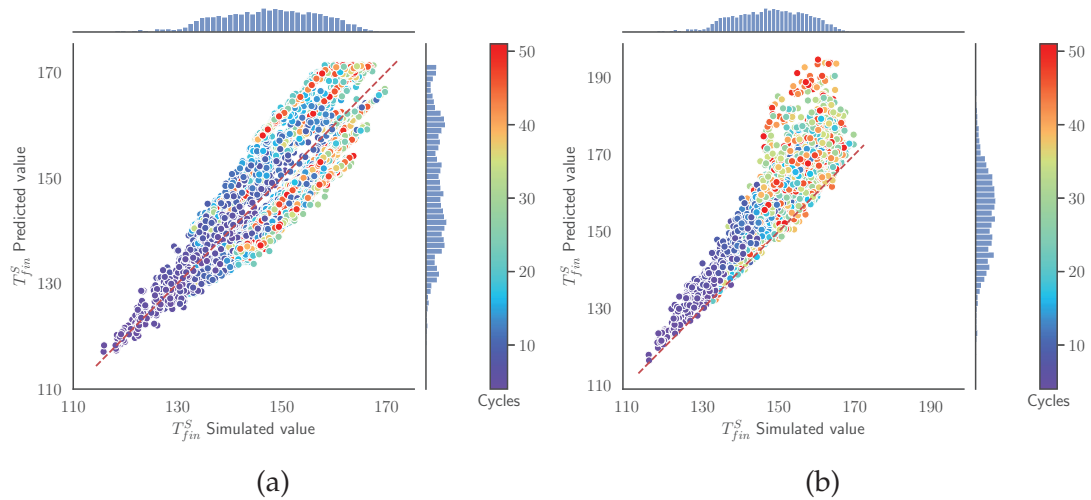 170
150
130
110
T^S_fin Predicted value
110 130 150 170
T^S_fin Simulated value
50
40
30
20
10
Cycles
(a)
190
170
150
130
110
T^S_fin Predicted value
110 130 150 170 190
T^S_fin Simulated value
50
40
30
20
10
Cycles
(b)